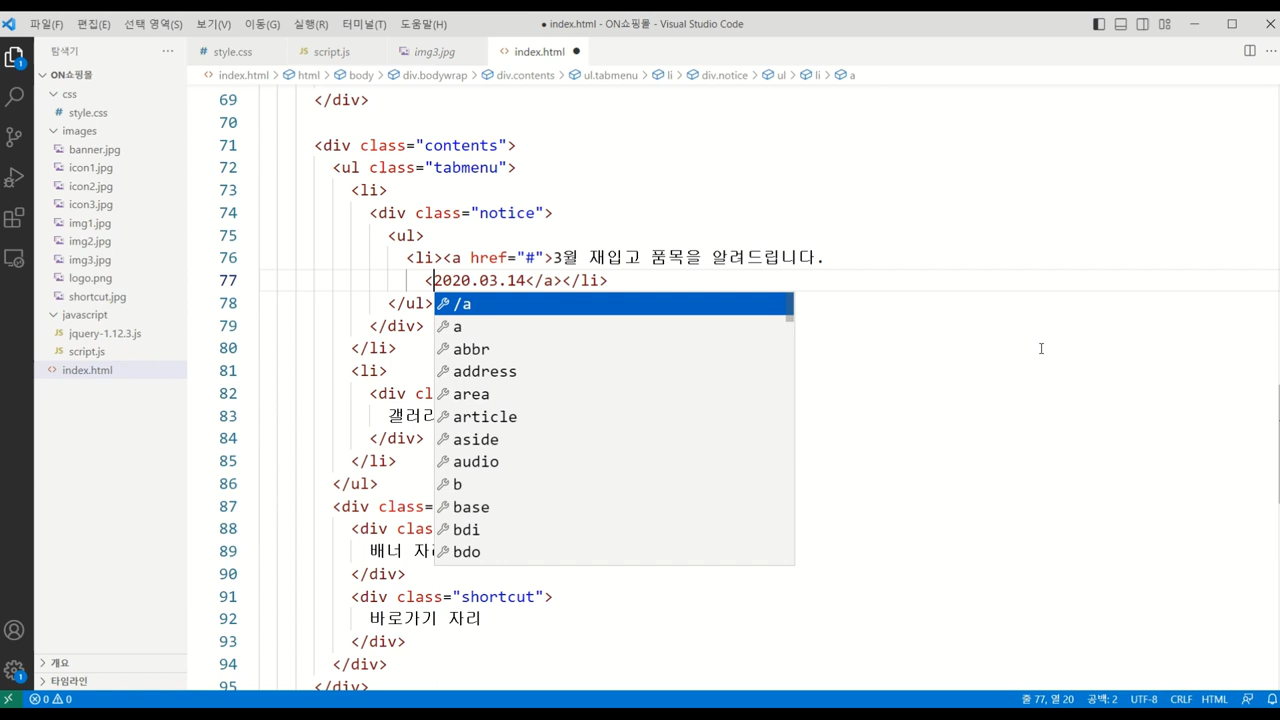 파일(F) 편집(E) 선택 영역(S) 보기(V) 이동(G) 실행(R) 터미널(T) 도움말(H) ● index.html - ON쇼핑몰 - Visual Studio Code
탐색기 ···
# style.css JS script.js img3.jpg <> index.html ●
ON쇼핑몰
<> index.html > html > body > div.bodywrap > div.contents > ul.tabmenu > li > div.notice > ul > li > a
css
# style.css
images
banner.jpg
icon1.jpg
icon2.jpg
icon3.jpg
img1.jpg
img2.jpg
img3.jpg
logo.png
shortcut.jpg
javascript
JS jquery-1.12.3.js
JS script.js
<> index.html
개요
타임라인
69 </div>
70
71 <div class="contents">
72 <ul class="tabmenu">
73 <li>
74 <div class="notice">
75 <ul>
76 <li><a href="#">3월 재입고 품목을 알려드립니다.
77 <2020.03.14</a></li>
78 </ul>
79 </div>
80 </li>
81 <li>
82 <div cl
83 갤러리
84 </div>
85 </li>
86 </ul>
87 <div class=
88 <div clas
89 배너 자
90 </div>
91 <div class="shortcut">
92 바로가기 자리
93 </div>
94 </div>
95 </div>
/a
a
abbr
address
area
article
aside
audio
b
base
bdi
bdo
0 0 줄 77, 열 20 공백: 2 UTF-8 CRLF HTML